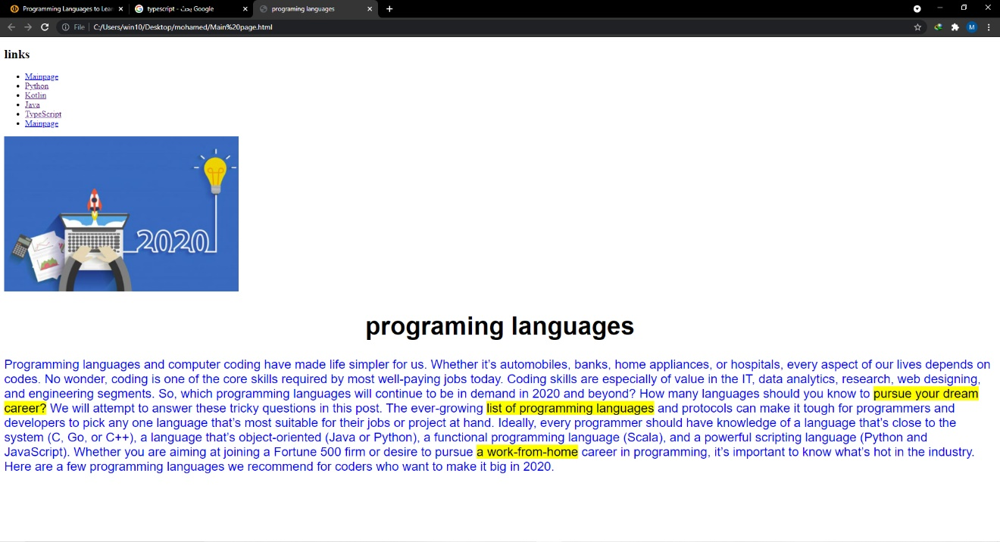 Programming Languages to Lear
typescript - بحث Google
programing languages
File
C:/Users/win10/Desktop/mohamed/Main%20page.html
M
links
Mainpage
Python
Kotlin
Java
TypeScript
Mainpage
2020
programing languages
Programming languages and computer coding have made life simpler for us. Whether it's automobiles, banks, home appliances, or hospitals, every aspect of our lives depends on
codes. No wonder, coding is one of the core skills required by most well-paying jobs today. Coding skills are especially of value in the IT, data analytics, research, web designing,
and engineering segments. So, which programming languages will continue to be in demand in 2020 and beyond? How many languages should you know to pursue your dream
career? We will attempt to answer these tricky questions in this post. The ever-growing list of programming languages and protocols can make it tough for programmers and
developers to pick any one language that's most suitable for their jobs or project at hand. Ideally, every programmer should have knowledge of a language that's close to the
system (C, Go, or C++), a language that's object-oriented (Java or Python), a functional programming language (Scala), and a powerful scripting language (Python and
JavaScript). Whether you are aiming at joining a Fortune 500 firm or desire to pursue a work-from-home career in programming, it's important to know what's hot in the industry.
Here are a few programming languages we recommend for coders who want to make it big in 2020.